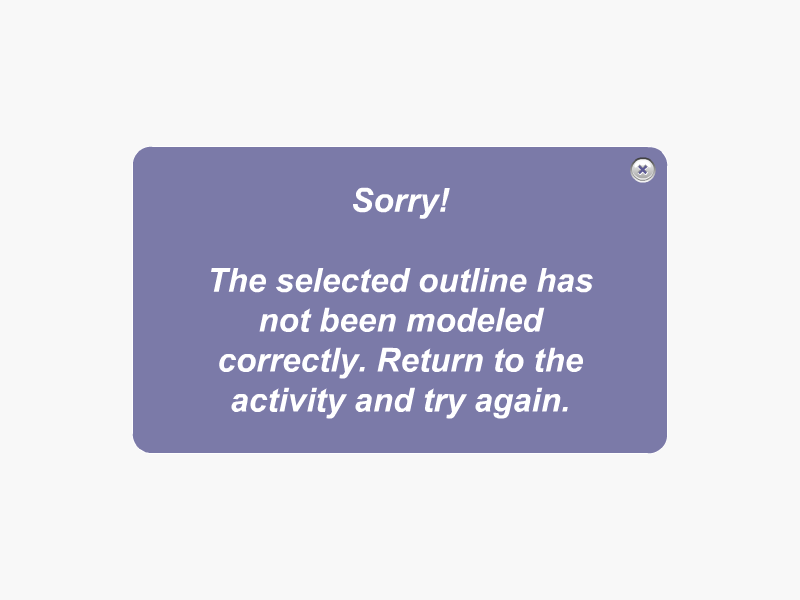 Sorry!
The selected outline has
not been modeled
correctly. Return to the
activity and try again.